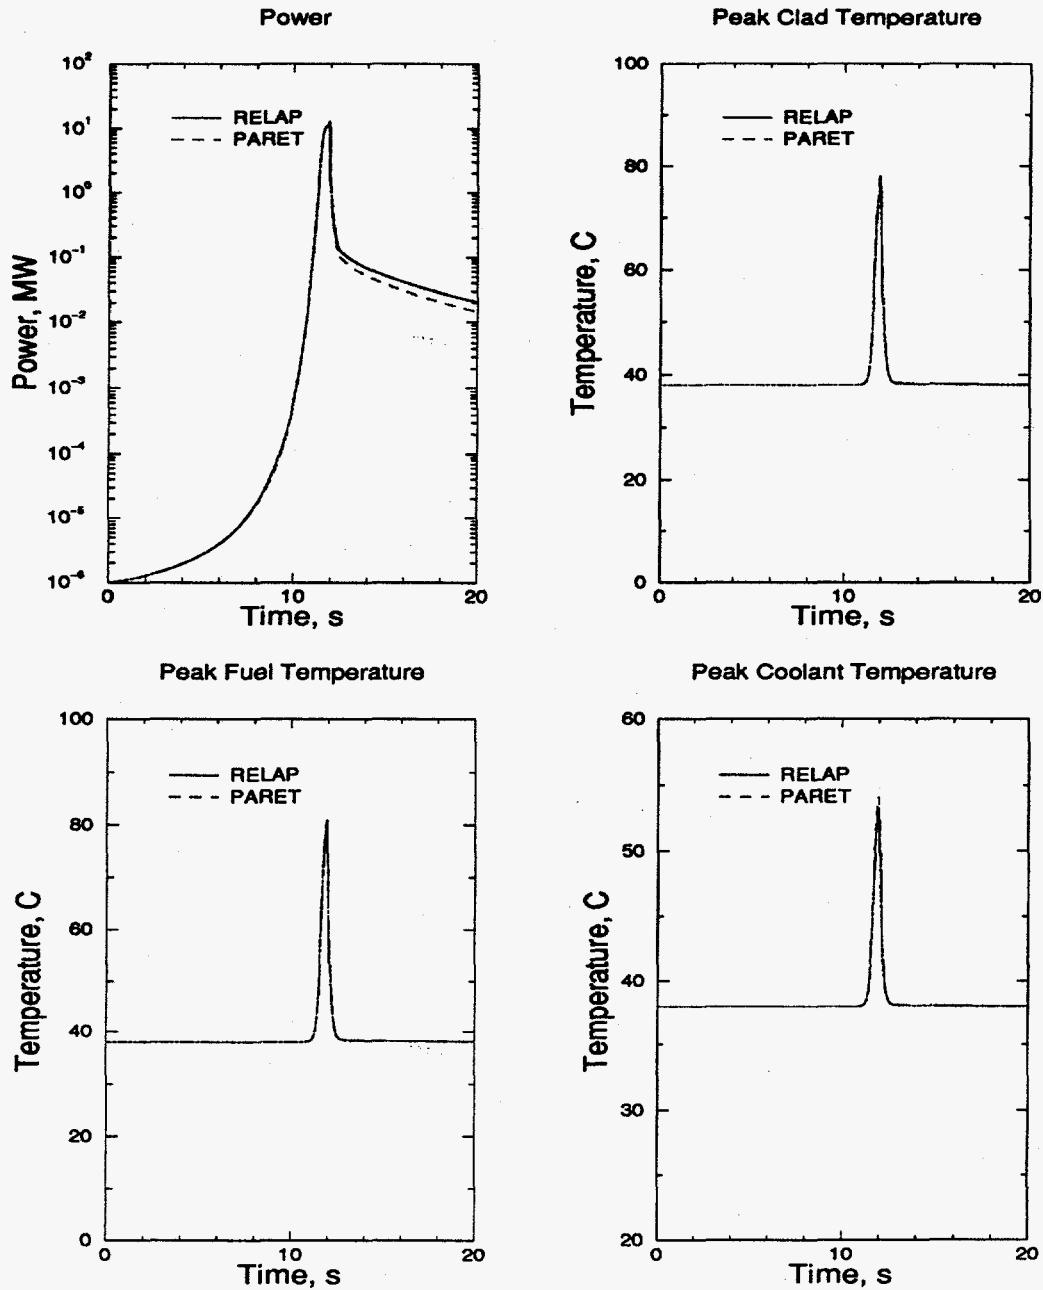 Power
10²
10¹
10⁰
10⁻¹
10⁻²
10⁻³
10⁻⁴
10⁻⁵
10⁻⁶
Power, MW
RELAP
PARET
0
10
20
Time, s
Peak Clad Temperature
100
80
60
40
20
0
Temperature, C
RELAP
PARET
0
10
20
Time, s
Peak Fuel Temperature
100
80
60
40
20
0
Temperature, C
RELAP
PARET
0
10
20
Time, s
Peak Coolant Temperature
60
50
40
30
20
Temperature, C
RELAP
PARET
0
10
20
Time, s